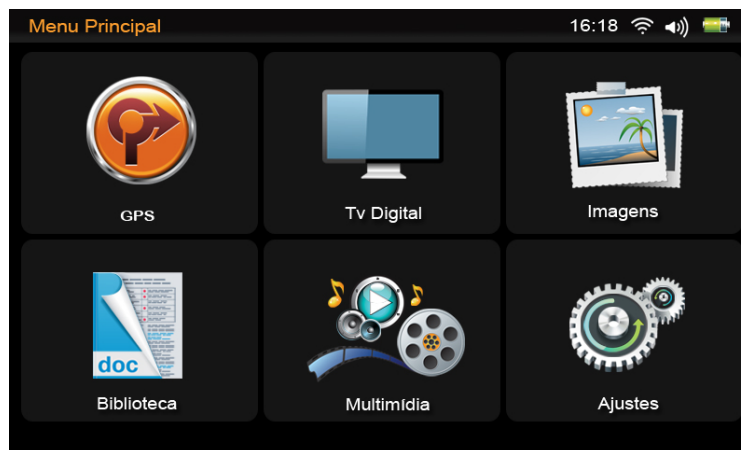 Menu Principal
16:18
GPS
Tv Digital
Imagens
doc
Biblioteca
Multimídia
Ajustes